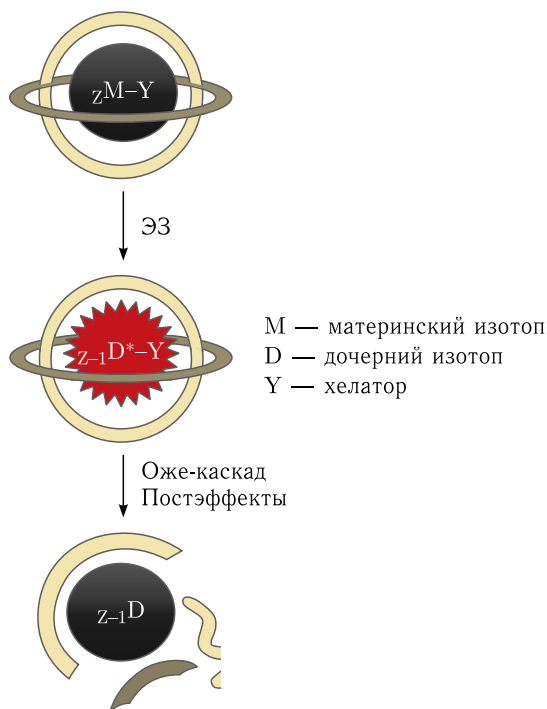 ZM–Y
ЭЗ
Z–1D*–Y
M — материнский изотоп
D — дочерний изотоп
Y — хелатор
Оже-каскад
Постэффекты
Z–1D